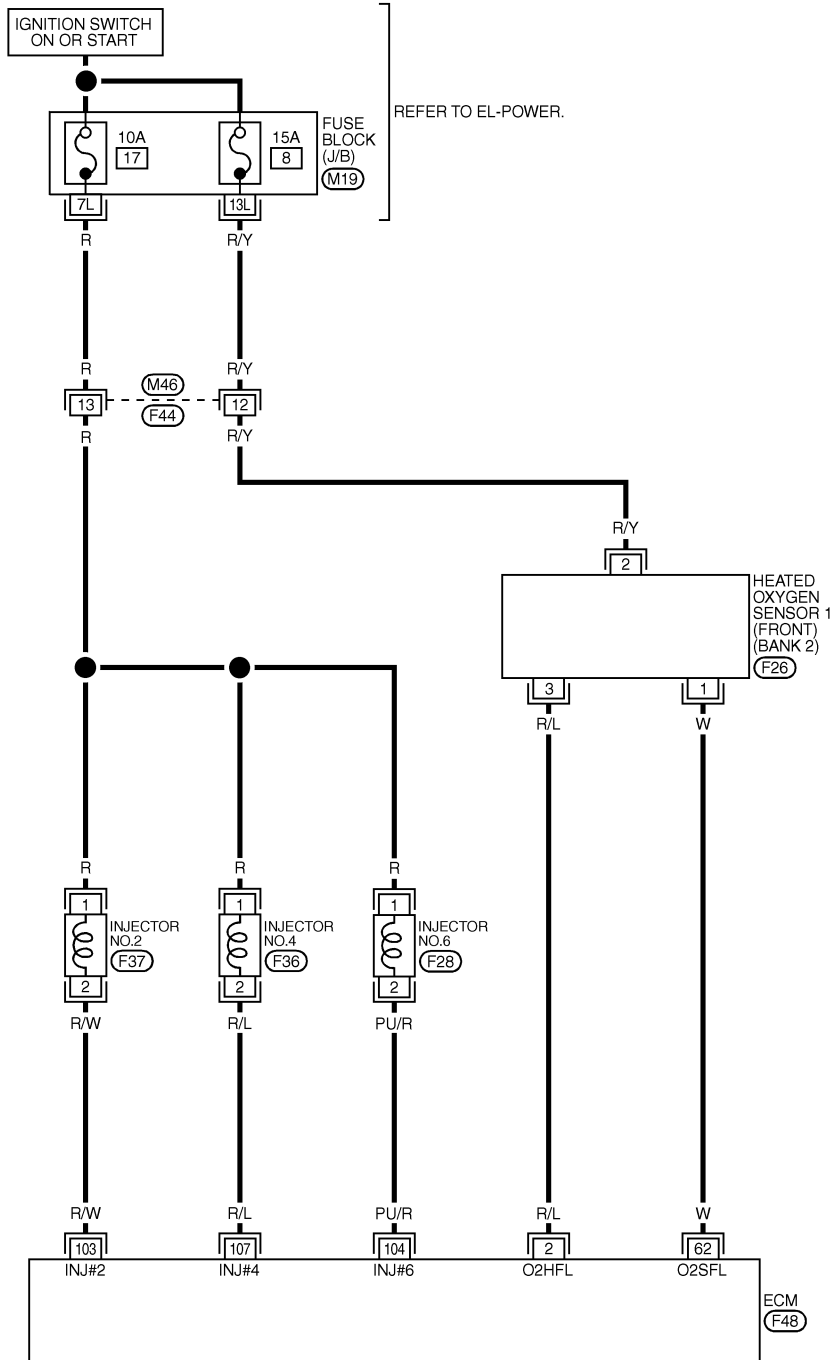 IGNITION SWITCH
ON OR START
REFER TO EL-POWER.
10A
17
15A
8
FUSE
BLOCK
(J/B)
M19
7L
13L
R
R/Y
R
R/Y
13
M46
F44
12
R
R/Y
R/Y
2
HEATED
OXYGEN
SENSOR 1
(FRONT)
(BANK 2)
F26
3
1
R/L
W
R
R
R
1
1
1
INJECTOR
NO.2
F37
INJECTOR
NO.4
F36
INJECTOR
NO.6
F28
2
2
2
R/W
R/L
PU/R
R/W
R/L
PU/R
R/L
W
103
107
104
2
62
INJ#2
INJ#4
INJ#6
O2HFL
O2SFL
ECM
F48